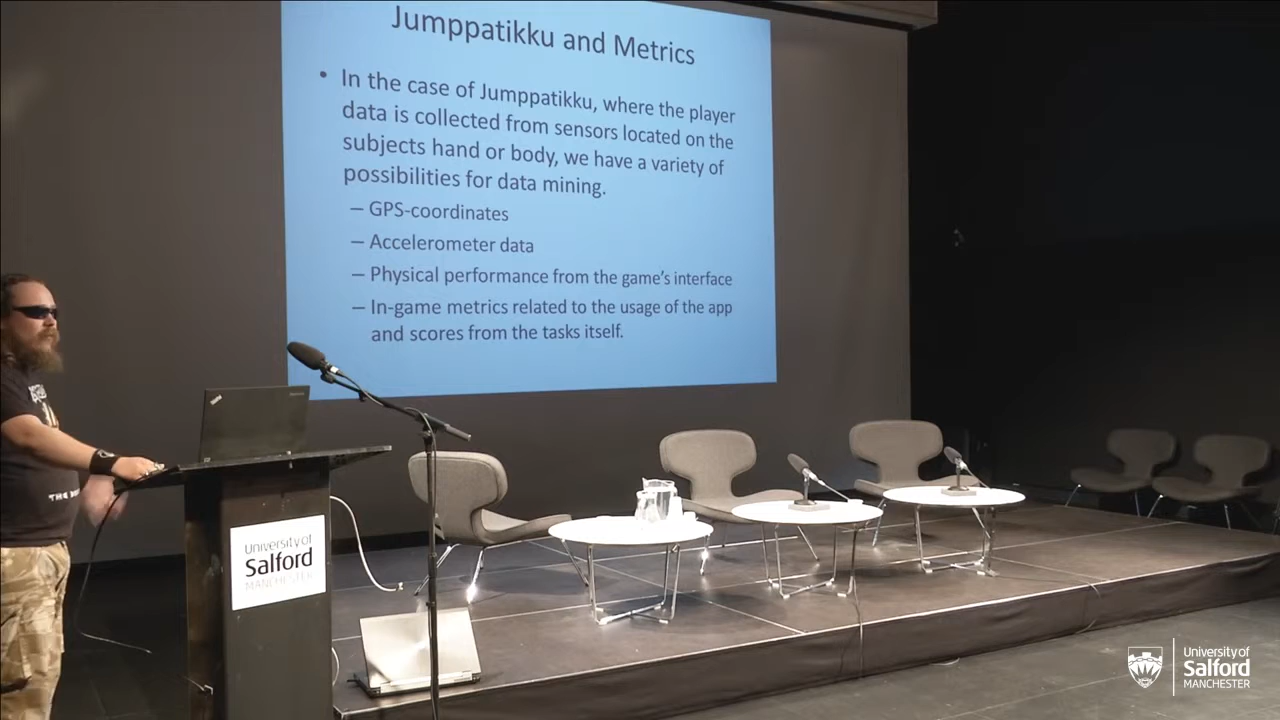 Jumppatikku and Metrics
• In the case of Jumppatikku, where the player
data is collected from sensors located on the
subjects hand or body, we have a variety of
possibilities for data mining.
– GPS-coordinates
– Accelerometer data
– Physical performance from the game's interface
– In-game metrics related to the usage of the app
and scores from the tasks itself.
THE
University of
Salford
MANCHESTER
University of
Salford
MANCHESTER